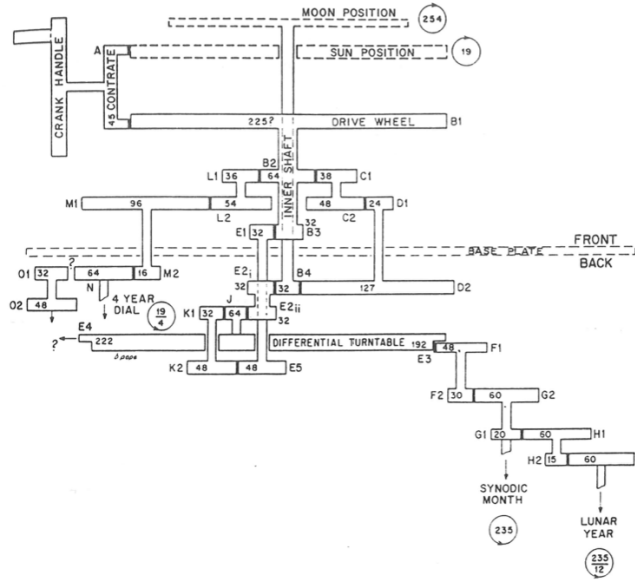 MOON POSITION
254
A
SUN POSITION
19
CRANK HANDLE
45 CONTRATE
225? DRIVE WHEEL B1
B2
L1 36 64 38 C1
INNER SHAFT
M1 96 54 48 24 D1
L2 C2
32
E1 32 B3
FRONT
BASE PLATE
BACK
?
O1 32 64 16 M2
E2i B4
32 32 127 D2
N
O2 48
4 YEAR
DIAL
19
4
J E2ii
K1 32 64
32
E4
? 222 DIFFERENTIAL TURNTABLE 192 48 F1
E3
K2 48 48 E5
F2 30 60 G2
G1 20 60 H1
H2 15 60
SYNODIC
MONTH
235
LUNAR
YEAR
235
12